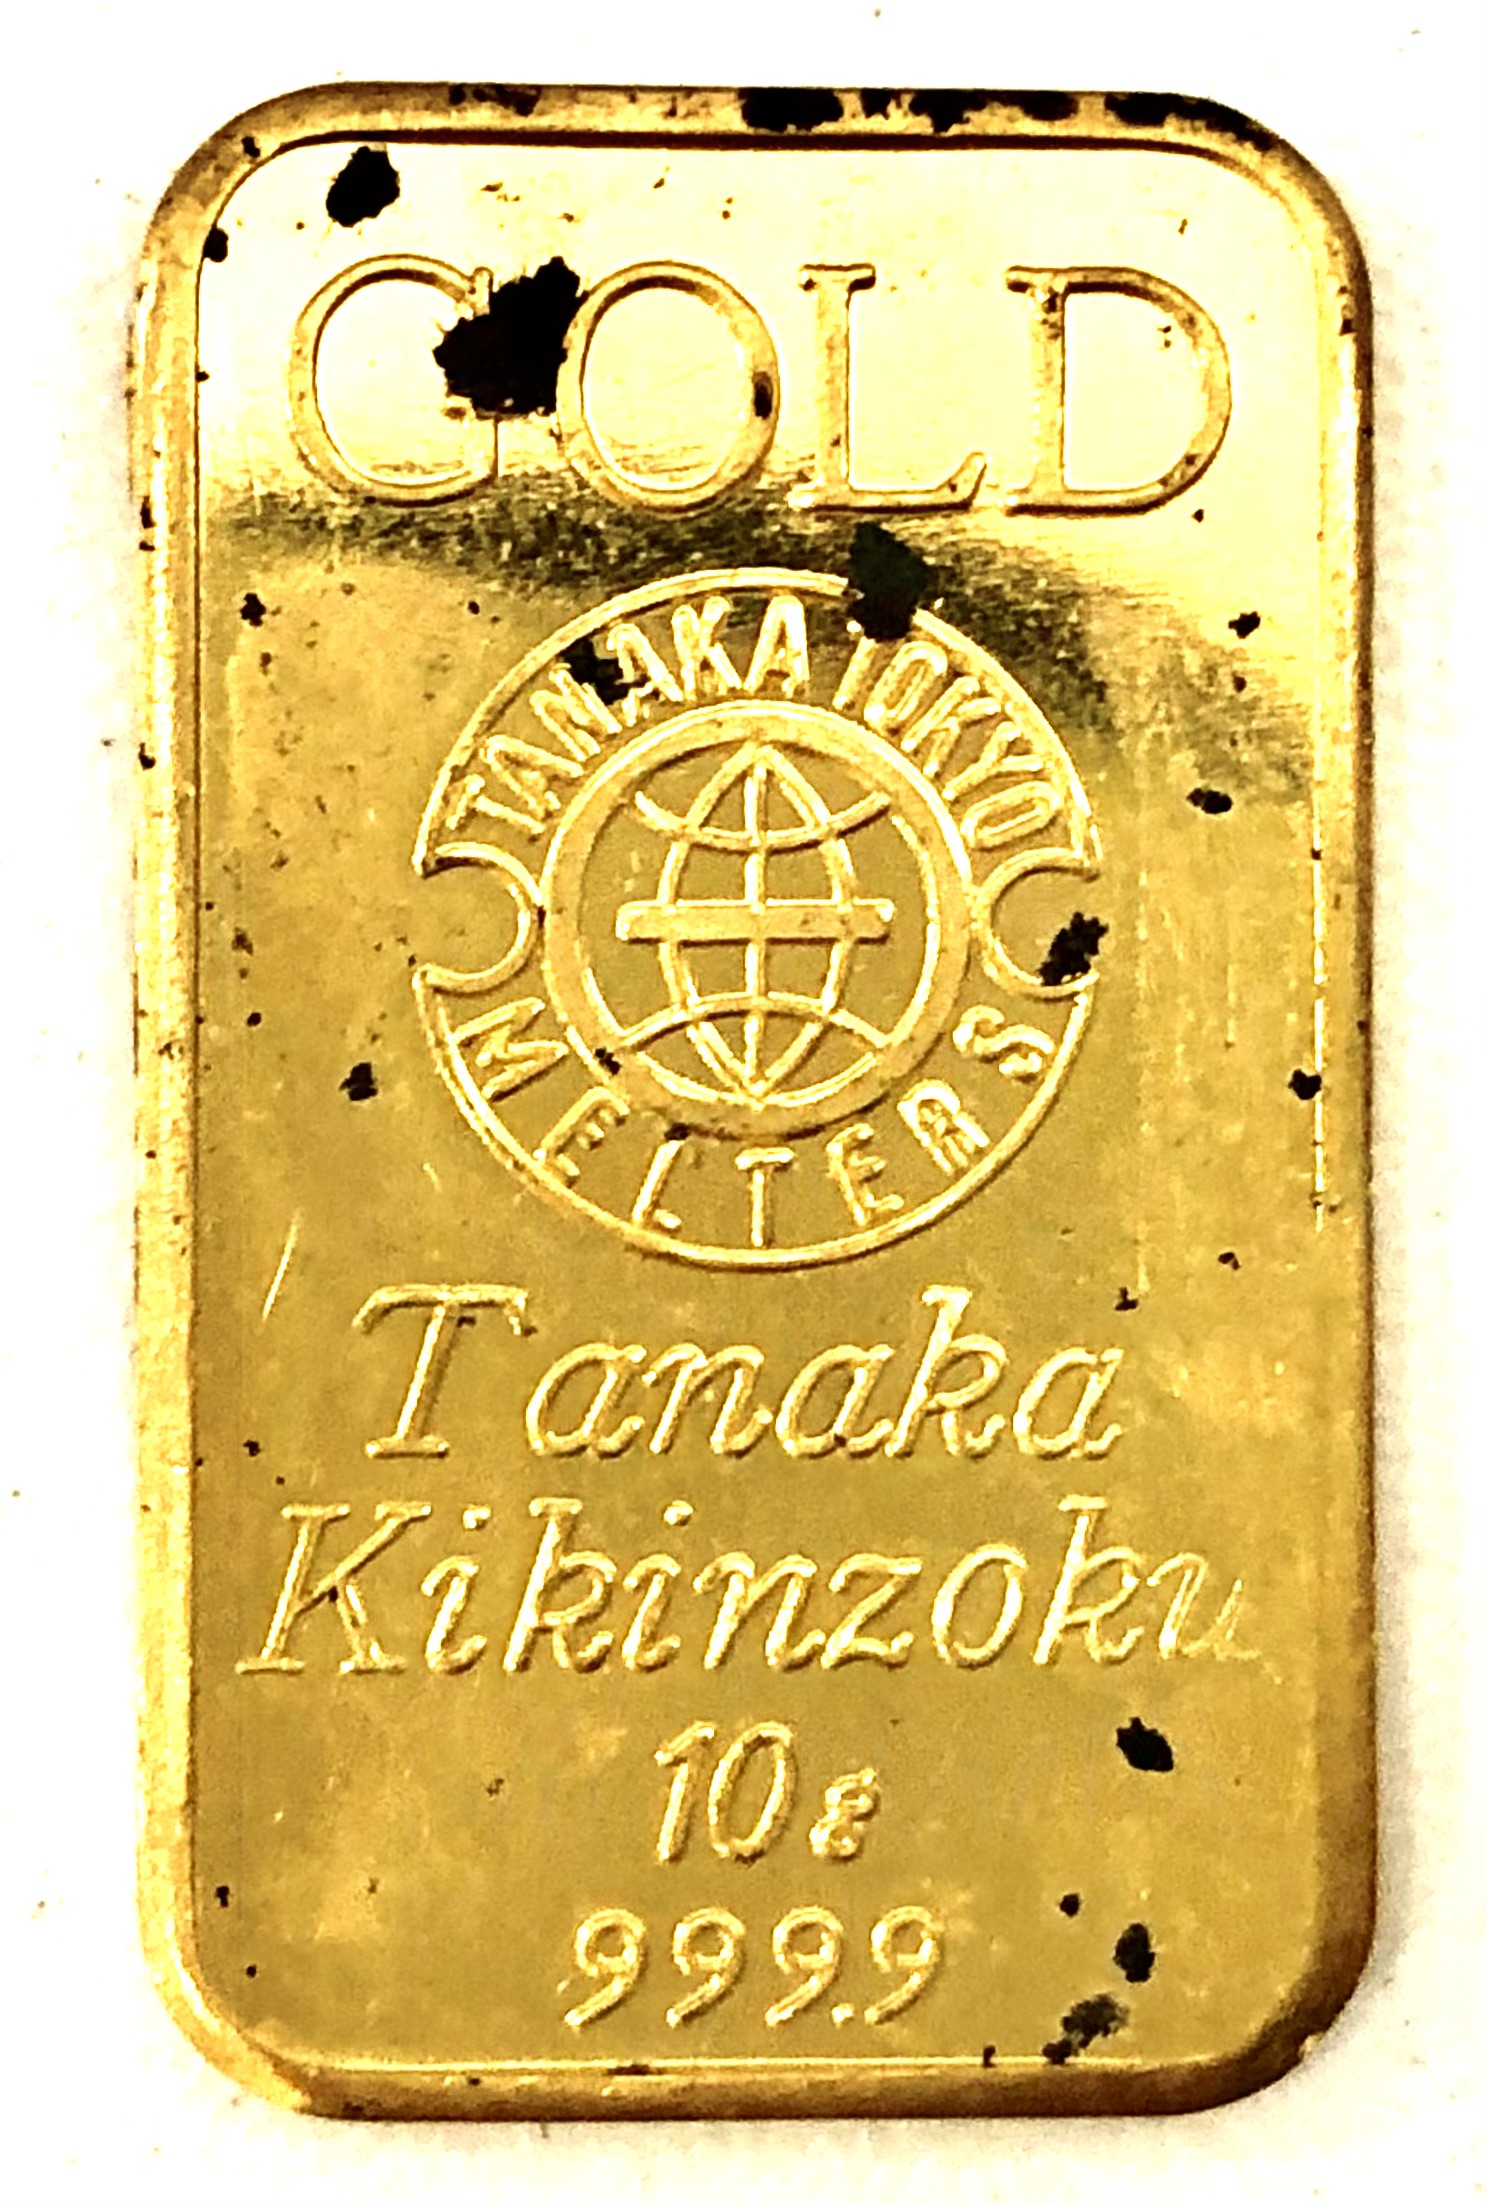 GOLD
TANAKA TOKYO
MELTERS
Tanaka
Kikinzoku
10g
999.9